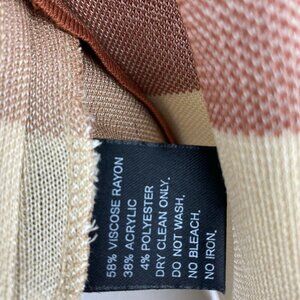 58% VISCOSE RAYON
38% ACRYLIC
4% POLYESTER
DRY CLEAN ONLY.
DO NOT WASH,
NO BLEACH,
NO IRON.